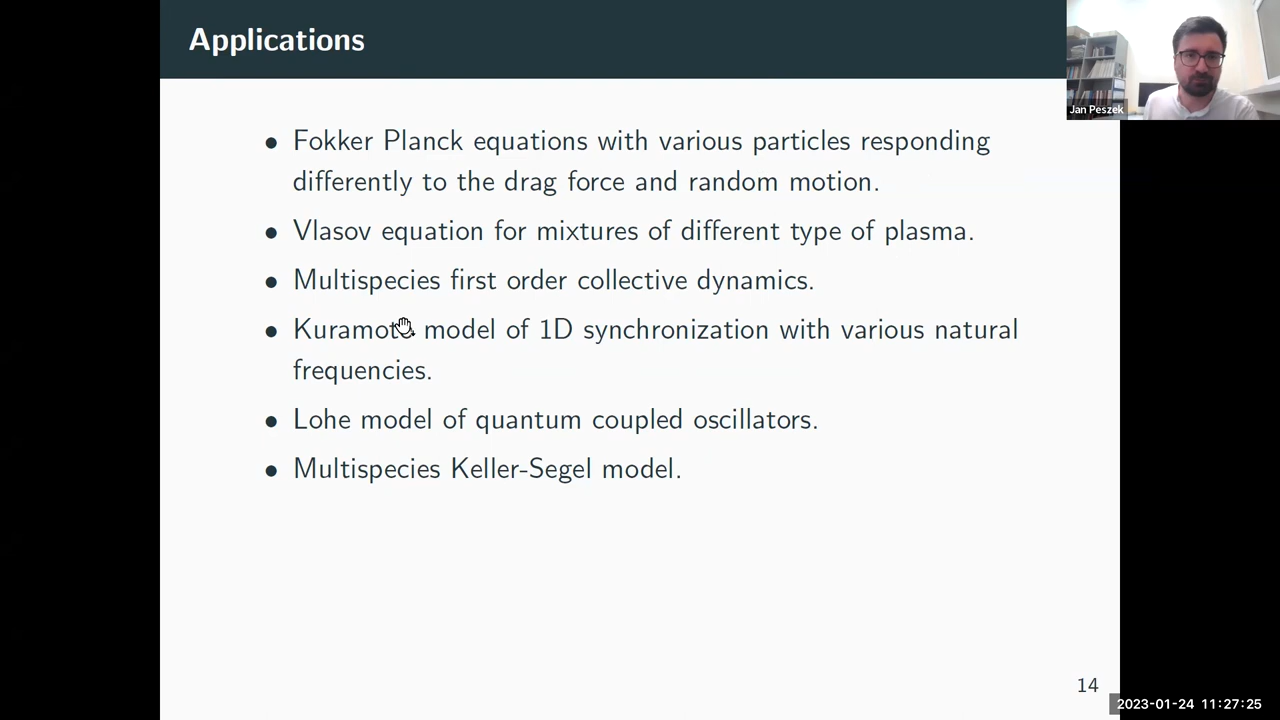 Applications
Jan Peszek
• Fokker Planck equations with various particles responding
differently to the drag force and random motion.
• Vlasov equation for mixtures of different type of plasma.
• Multispecies first order collective dynamics.
• Kuramoto model of 1D synchronization with various natural
frequencies.
• Lohe model of quantum coupled oscillators.
• Multispecies Keller-Segel model.
14
2023-01-24 11:27:25